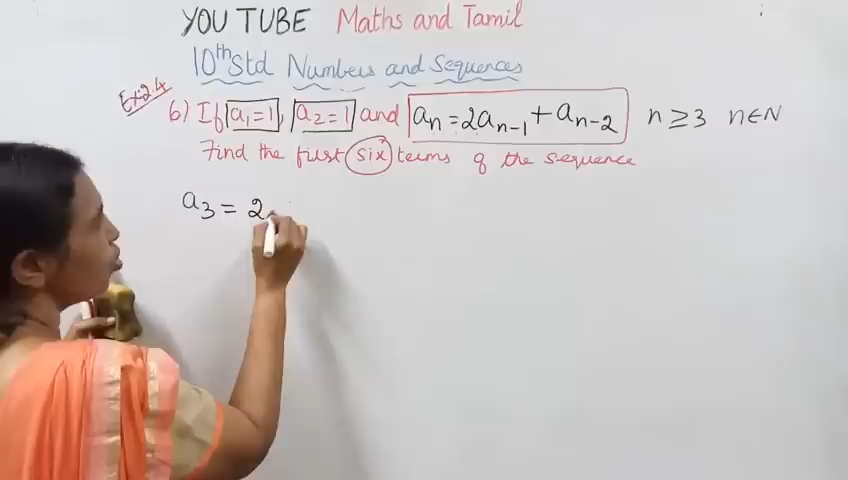 YOU TUBE Maths and Tamil
10th Std Numbers and Sequences
Ex:2.4
6) If a₁=1, a₂=1 and aₙ=2aₙ₋₁+aₙ₋₂ n≥3 n∈N
Find the first six terms of the sequence
a₃ = 2